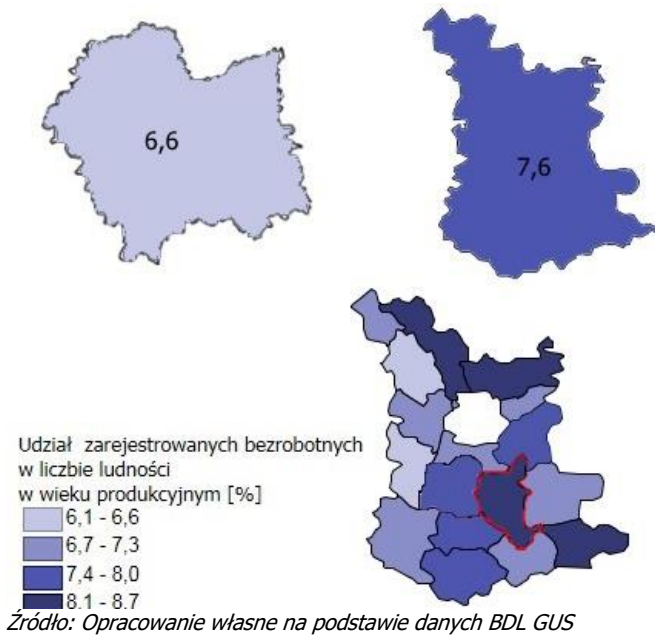 6,6
7,6
Udział zarejestrowanych bezrobotnych
w liczbie ludności
w wieku produkcyjnym [%]
6,1 - 6,6
6,7 - 7,3
7,4 - 8,0
8,1 - 8,7
Źródło: Opracowanie własne na podstawie danych BDL GUS